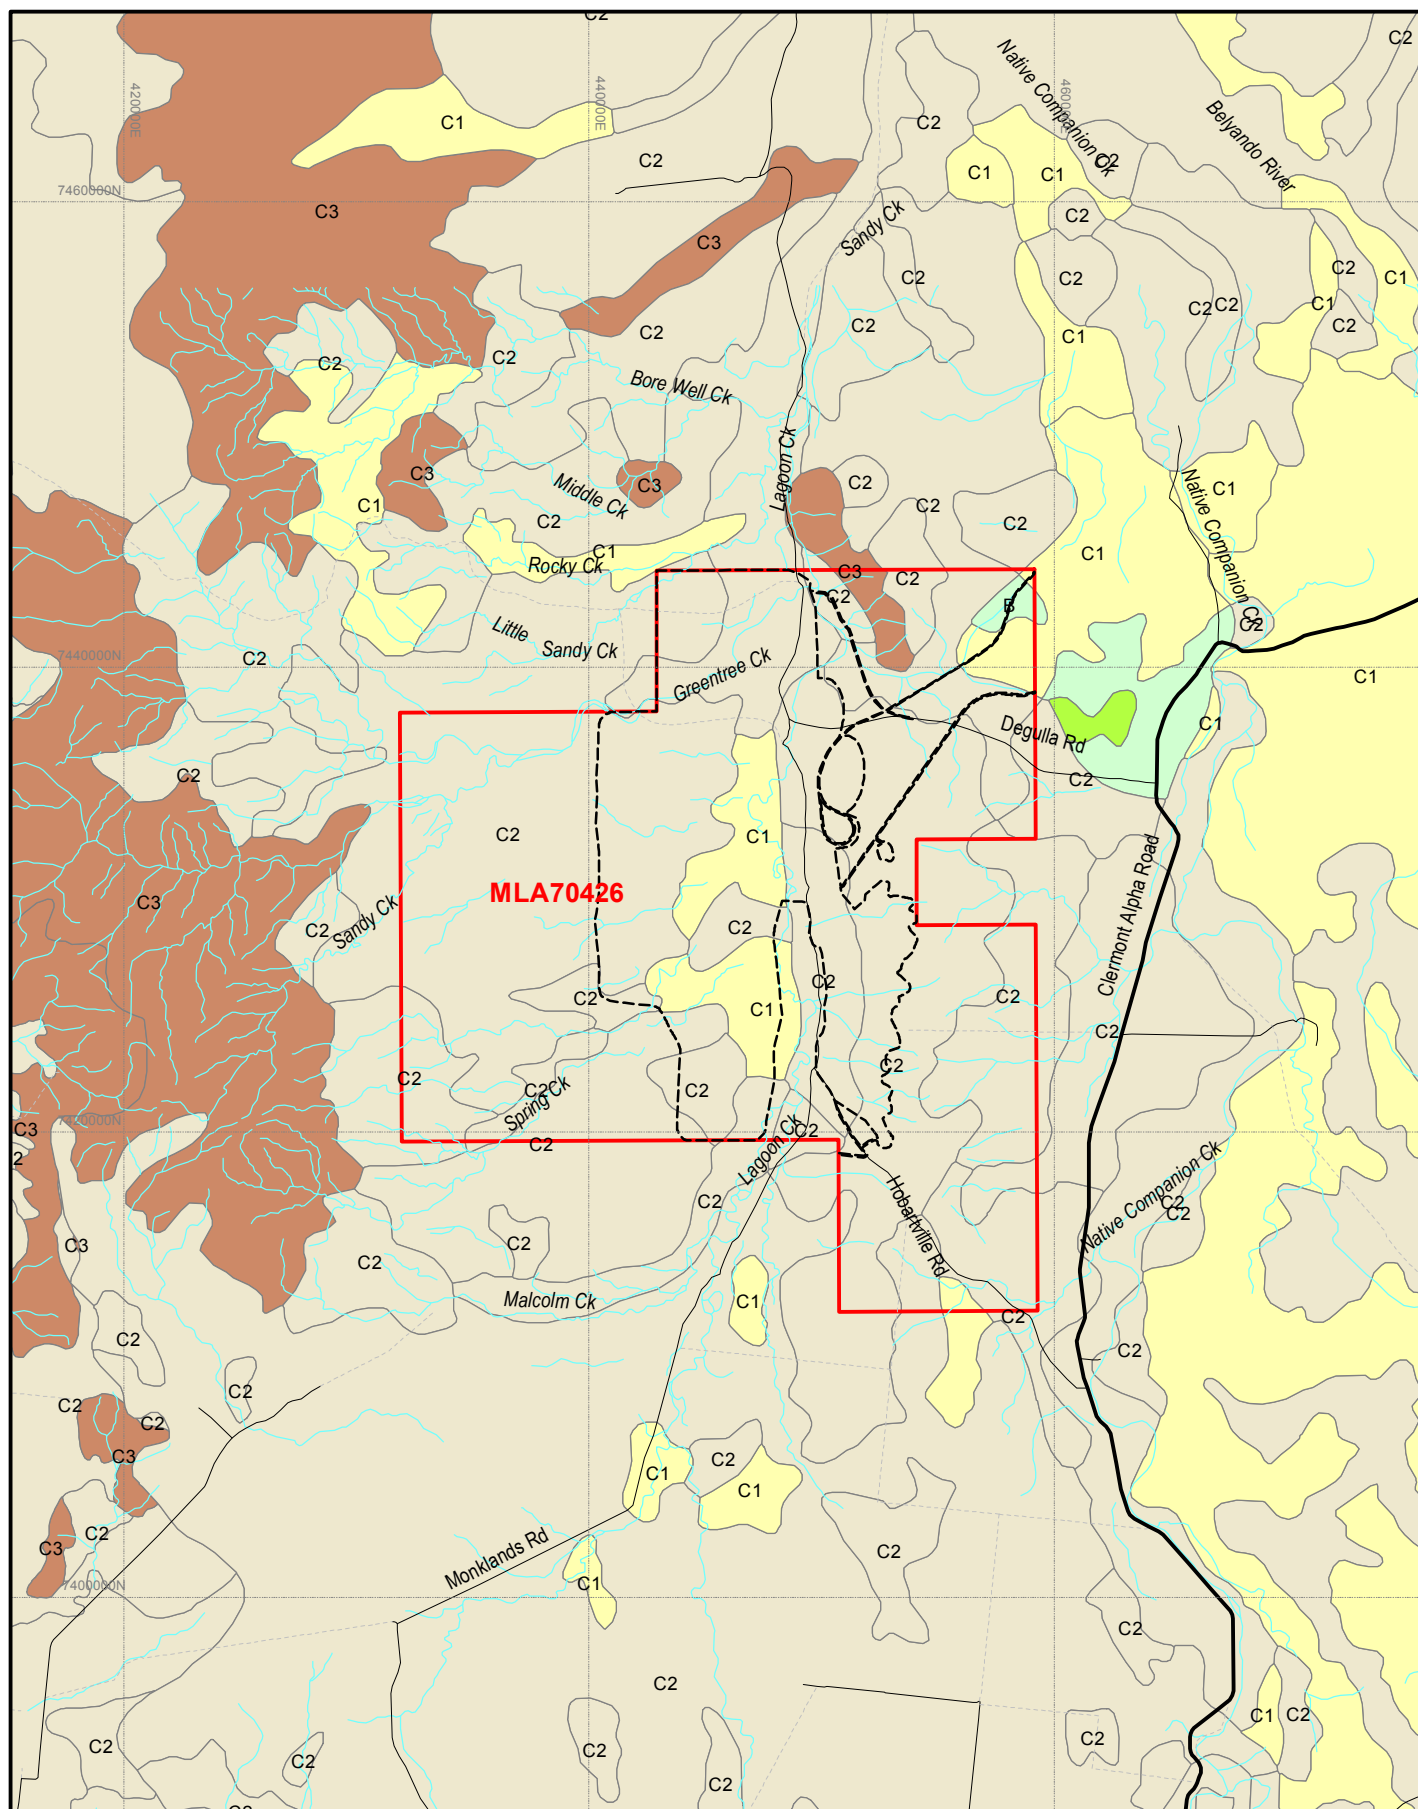 C2
C2
420000E
440000E
460000E
Native Companion Ck
C1
C2
C2
C2
Belyando River
C1
C1
7460000N
C3
C2
Sandy Ck
C3
C2
C2
C2
C1
C2
C2
C1
C2
C2
C2
C2
C1
C2
C2
Bore Well Ck
Lagoon Ck
C3
Middle Ck
C3
C2
Native Companion Ck
C1
C1
C2
C2
C2
C1
C1
Rocky Ck
C3
C2
C2
B
Little
Sandy Ck
C2
C2
7440000N
Greentree Ck
C1
C1
Degulla Rd
C2
C2
C2
C1
Clermont Alpha Road
MLA70426
C3
C2
Sandy Ck
C2
C2
C2
C2
C1
C2
C2
C2
C2
C2
Spring Ck
7420000N
C3
C2
C2
2
Lagoon Ck
Native Companion Ck
C2
C2
C2
Hobartville Rd
C3
C2
C2
Malcolm Ck
C1
C2
C2
C2
C2
C2
C2
C3
C2
C1
C1
C2
C3
Monklands Rd
C2
C1
7400000N
C2
C2
C1
C2
C2
C2
C2
C2
C2